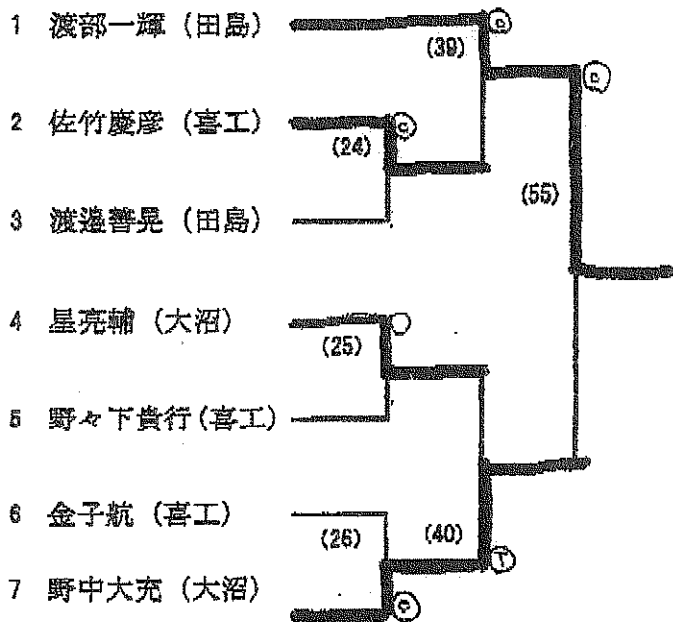 1 渡部一輝 (田島)
(39)
2 佐竹慶彦 (喜工)
(24)
(55)
3 渡邉善晃 (田島)
4 星亮輔 (大沼)
(25)
5 野々下貴行 (喜工)
6 金子航 (喜工)
(26)
(40)
7 野中大充 (大沼)